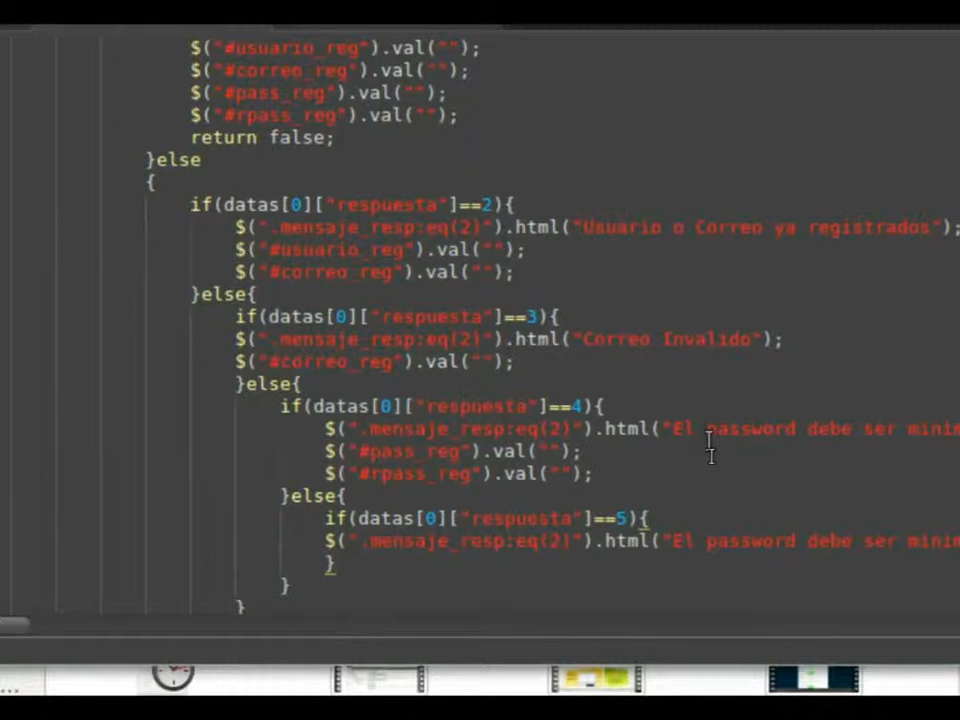 $("#usuario_reg").val("");
$("#correo_reg").val("");
$("#pass_reg").val("");
$("#rpass_reg").val("");
return false;
}else
{
if(datas[0]["respuesta"]==2){
$(".mensaje_resp:eq(2)").html("Usuario o Correo ya registrados");
$("#usuario_reg").val("");
$("#correo_reg").val("");
}else{
if(datas[0]["respuesta"]==3){
$(".mensaje_resp:eq(2)").html("Correo Invalido");
$("#correo_reg").val("");
}else{
if(datas[0]["respuesta"]==4){
$(".mensaje_resp:eq(2)").html("El password debe ser minim
$("#pass_reg").val("");
$("#rpass_reg").val("");
}else{
if(datas[0]["respuesta"]==5){
$(".mensaje_resp:eq(2)").html("El password debe ser minim
}
}
}
...